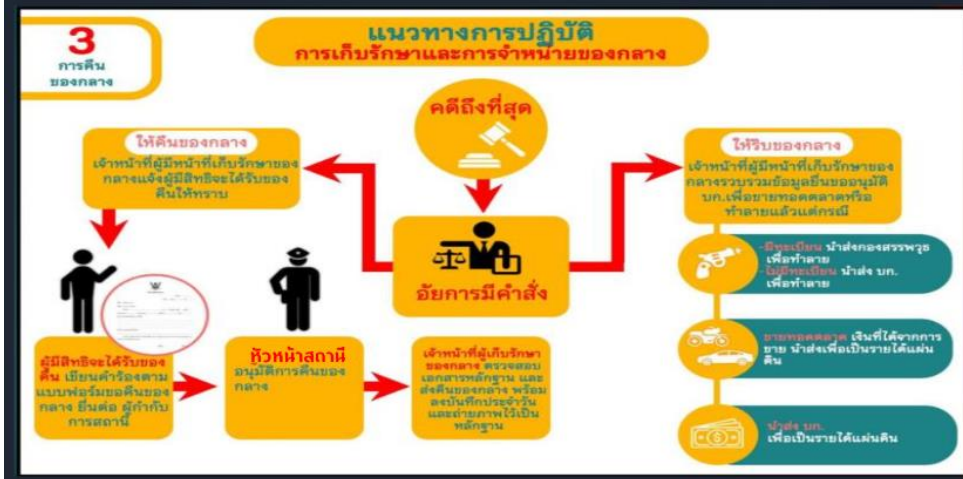 3
การคืน
ของกลาง
แนวทางการปฏิบัติ
การเก็บรักษาและการจำหน่ายของกลาง
คดีถึงที่สุด
ให้คืนของกลาง
เจ้าหน้าที่ผู้มีหน้าที่เก็บรักษาของ
กลางแจ้งผู้มีสิทธิจะได้รับของ
คืนให้ทราบ
ให้ริบของกลาง
เจ้าหน้าที่ผู้มีหน้าที่เก็บรักษาของ
กลางรวบรวมข้อมูลยื่นขออนุมัติ
บก.เพื่อขายทอดตลาดหรือ
ทำลายแล้วแต่กรณี
อัยการมีคำสั่ง
-มีทะเบียน นำส่งกองสรรพวุธ
เพื่อทำลาย
-ไม่มีทะเบียน นำส่ง บก.
เพื่อทำลาย
ขายทอดตลาด เงินที่ได้จากการ
ขาย นำส่งเพื่อเป็นรายได้แผ่น
ดิน
นำส่ง บก.
เพื่อเป็นรายได้แผ่นดิน
ผู้มีสิทธิจะได้รับของ
คืน เขียนคำร้องตาม
แบบฟอร์มขอคืนของ
กลาง ยื่นต่อ ผู้กำกับ
การสถานี
หัวหน้าสถานี
อนุมัติการคืนของ
กลาง
เจ้าหน้าที่ผู้เก็บรักษา
ของกลาง ตรวจสอบ
เอกสารหลักฐาน และ
ส่งคืนของกลาง พร้อม
ลงบันทึกประจำวัน
และถ่ายภาพไว้เป็น
หลักฐาน